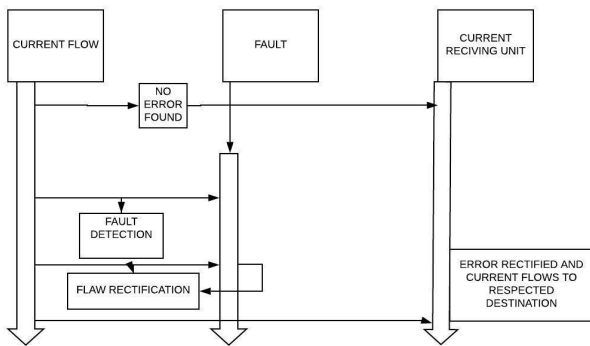 CURRENT FLOW
FAULT
CURRENT
RECIVING UNIT
NO
ERROR
FOUND
FAULT
DETECTION
FLAW RECTIFICATION
ERROR RECTIFIED AND
CURRENT FLOWS TO
RESPECTED
DESTINATION